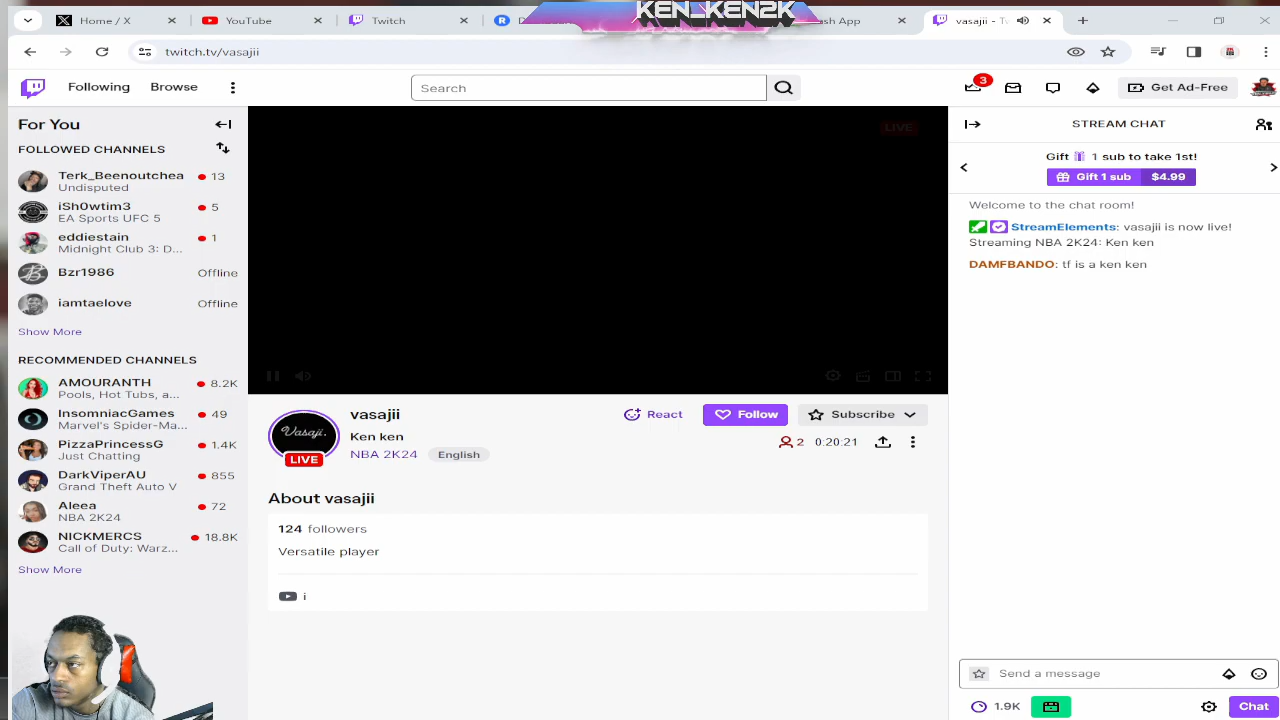 KEN_KEN2K
Home / X
YouTube
Twitch
vasajii - Tw
twitch.tv/vasajii
Following
Browse
Search
3
Get Ad-Free
For You
FOLLOWED CHANNELS
Terk_Beenoutchea
Undisputed
13
iSh0wtim3
EA Sports UFC 5
5
eddiestain
Midnight Club 3: D...
1
Bzr1986
Offline
iamtaelove
Offline
Show More
RECOMMENDED CHANNELS
AMOURANTH
Pools, Hot Tubs, a...
8.2K
InsomniacGames
Marvel's Spider-Ma...
49
PizzaPrincessG
Just Chatting
1.4K
DarkViperAU
Grand Theft Auto V
855
Aleea
NBA 2K24
72
NICKMERCS
Call of Duty: Warz...
18.8K
Show More
LIVE
Vasaji.
LIVE
vasajii
Ken ken
NBA 2K24
English
React
Follow
Subscribe
2
0:20:21
About vasajii
124 followers
Versatile player
i
STREAM CHAT
Gift 1 sub to take 1st!
Gift 1 sub $4.99
Welcome to the chat room!
StreamElements: vasajii is now live!
Streaming NBA 2K24: Ken ken
DAMFBANDO: tf is a ken ken
Send a message
1.9K
Chat